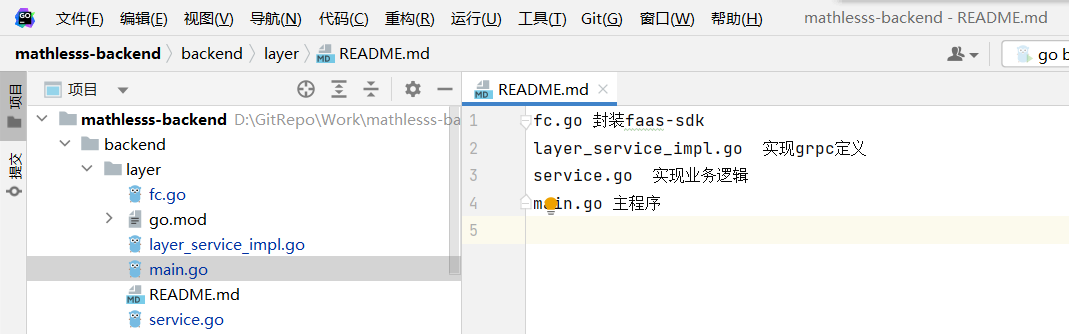 GO 文件(F) 编辑(E) 视图(V) 导航(N) 代码(C) 重构(R) 运行(U) 工具(T) Git(G) 窗口(W) 帮助(H) mathlesss-backend - README.md
mathlesss-backend 〉 backend 〉 layer 〉 MD README.md go b
项目 项目 MD README.md ×
提交
mathlesss-backend D:\GitRepo\Work\mathlesss-ba
backend
layer
fc.go
go.mod
layer_service_impl.go
main.go
MD README.md
service.go
1 fc.go 封装faas-sdk
2 layer_service_impl.go 实现grpc定义
3 service.go 实现业务逻辑
4 main.go 主程序
5